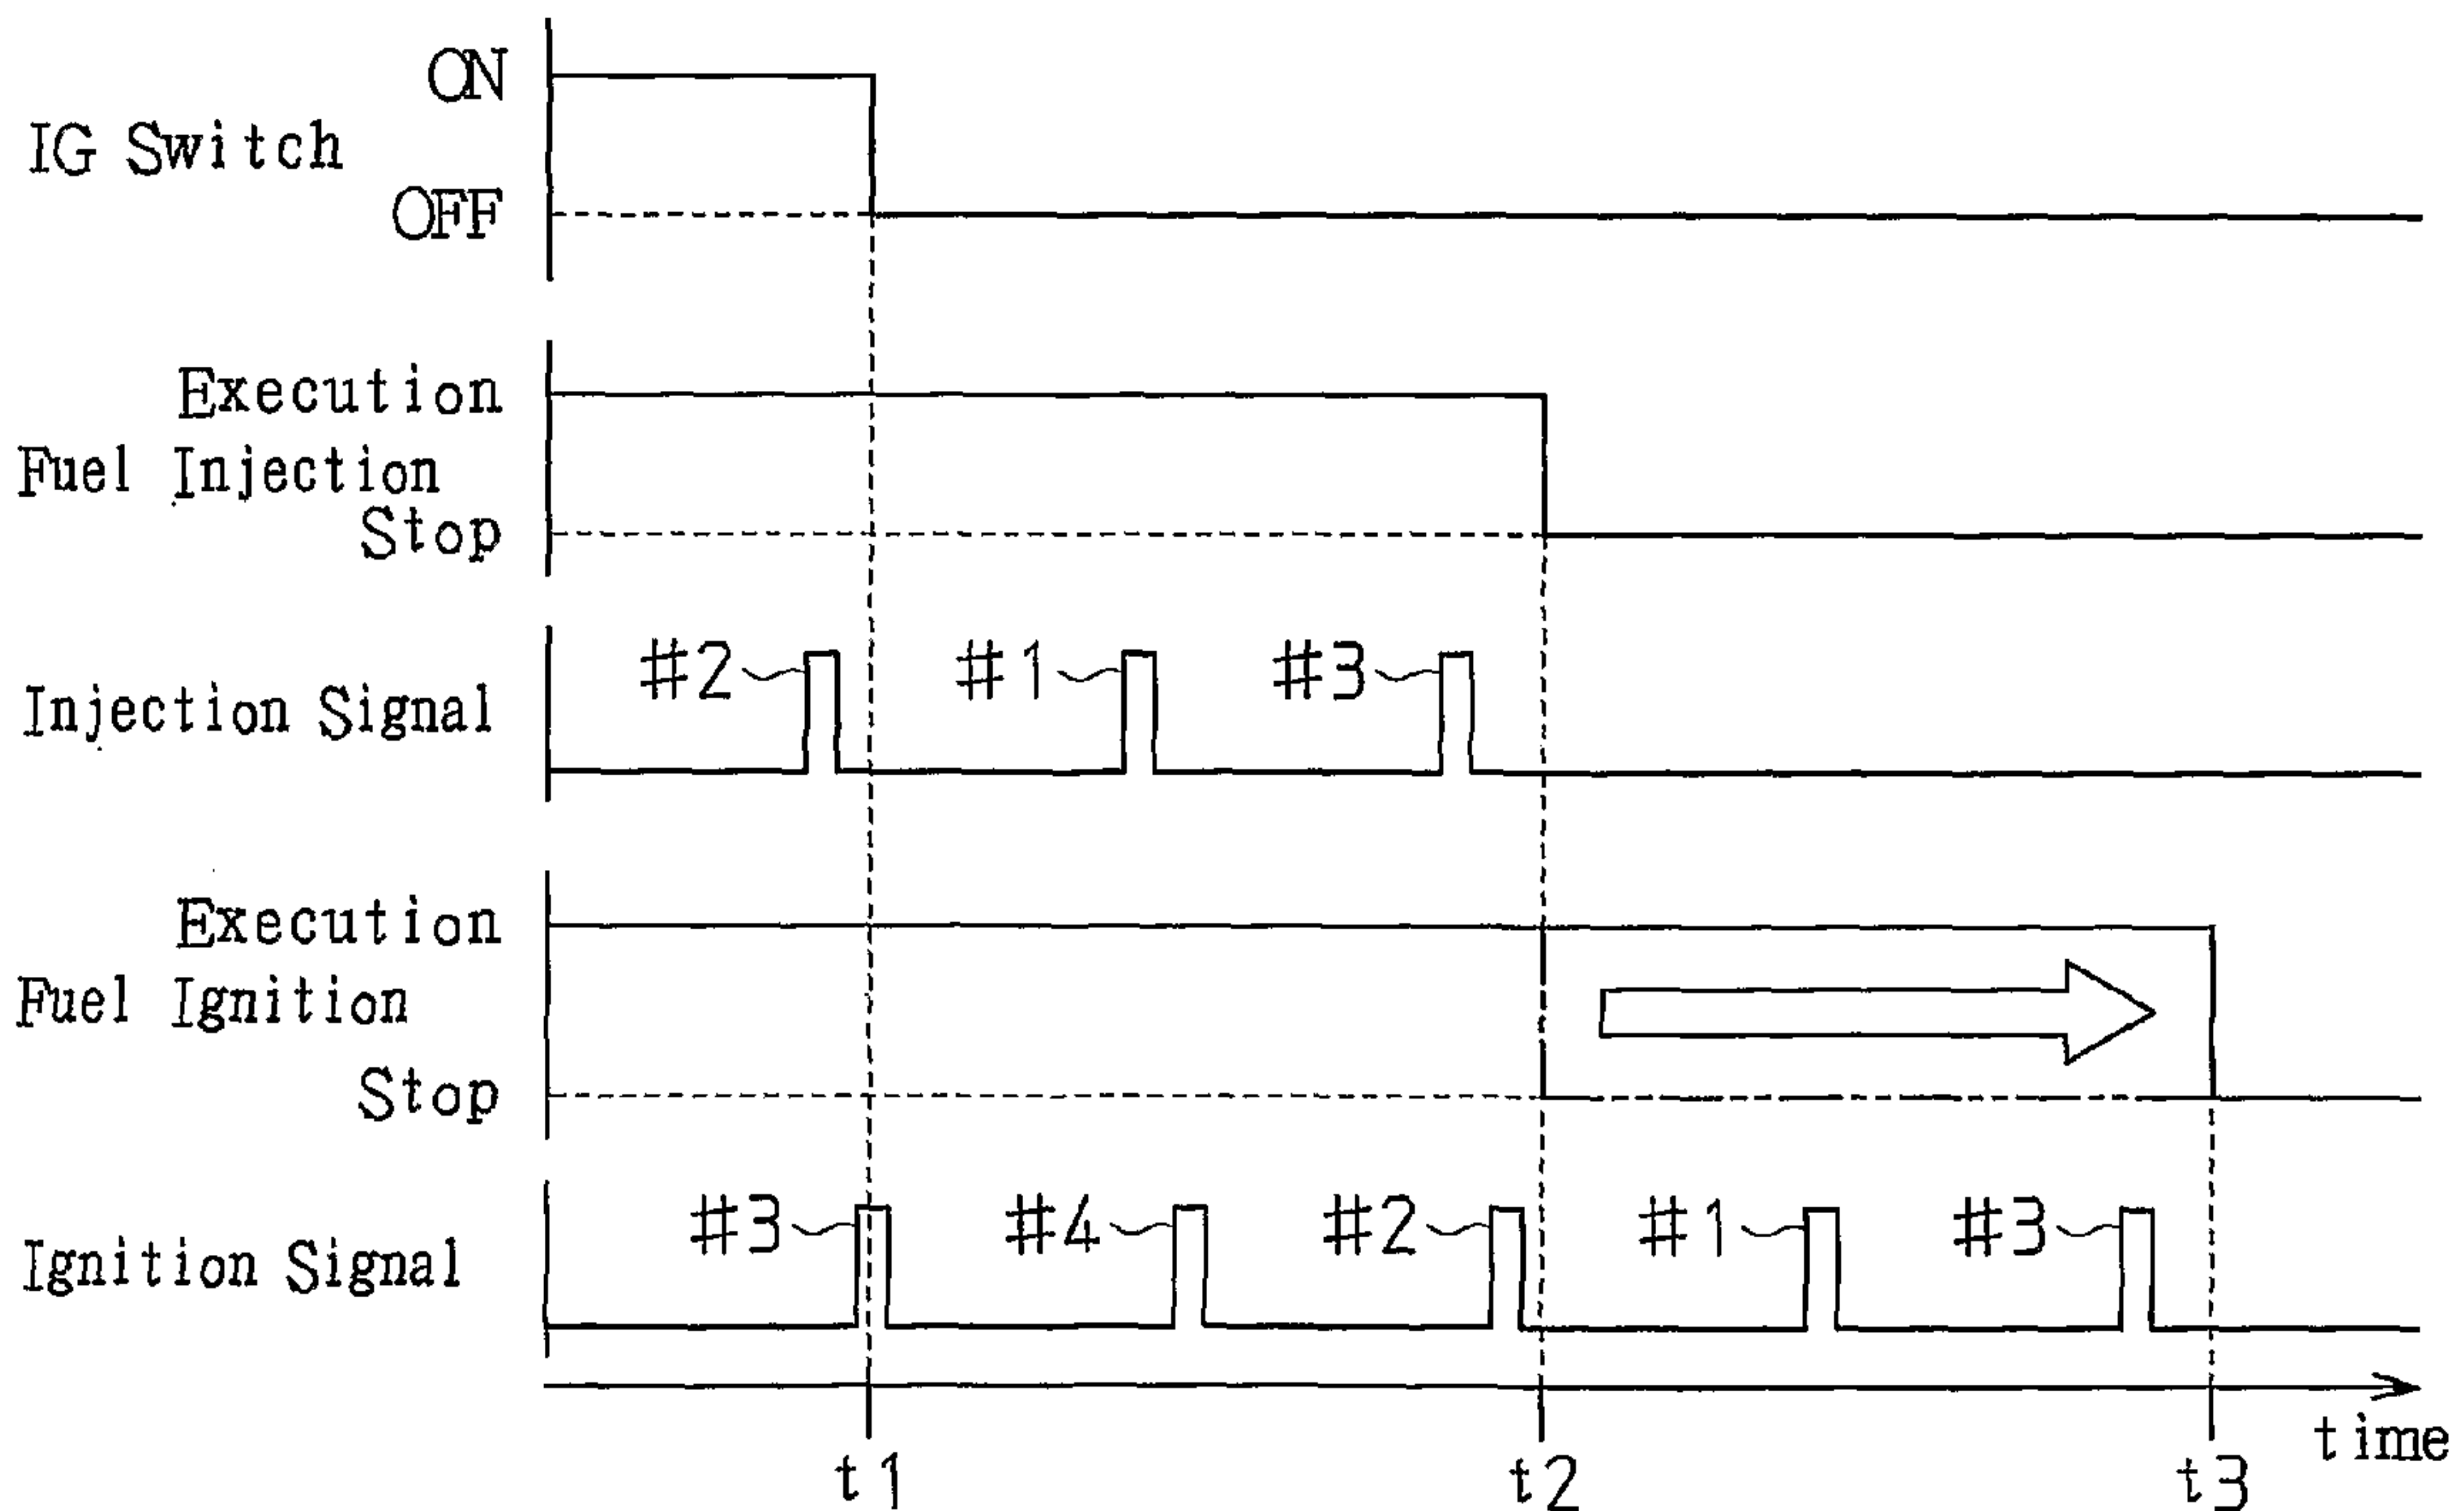 ON
IG Switch
OFF
Execution
Fuel Injection
Stop
#2 #1 #3
Injection Signal
Execution
Fuel Ignition
Stop
#3 #4 #2 #1 #3
Ignition Signal
time
t1 t2 t3